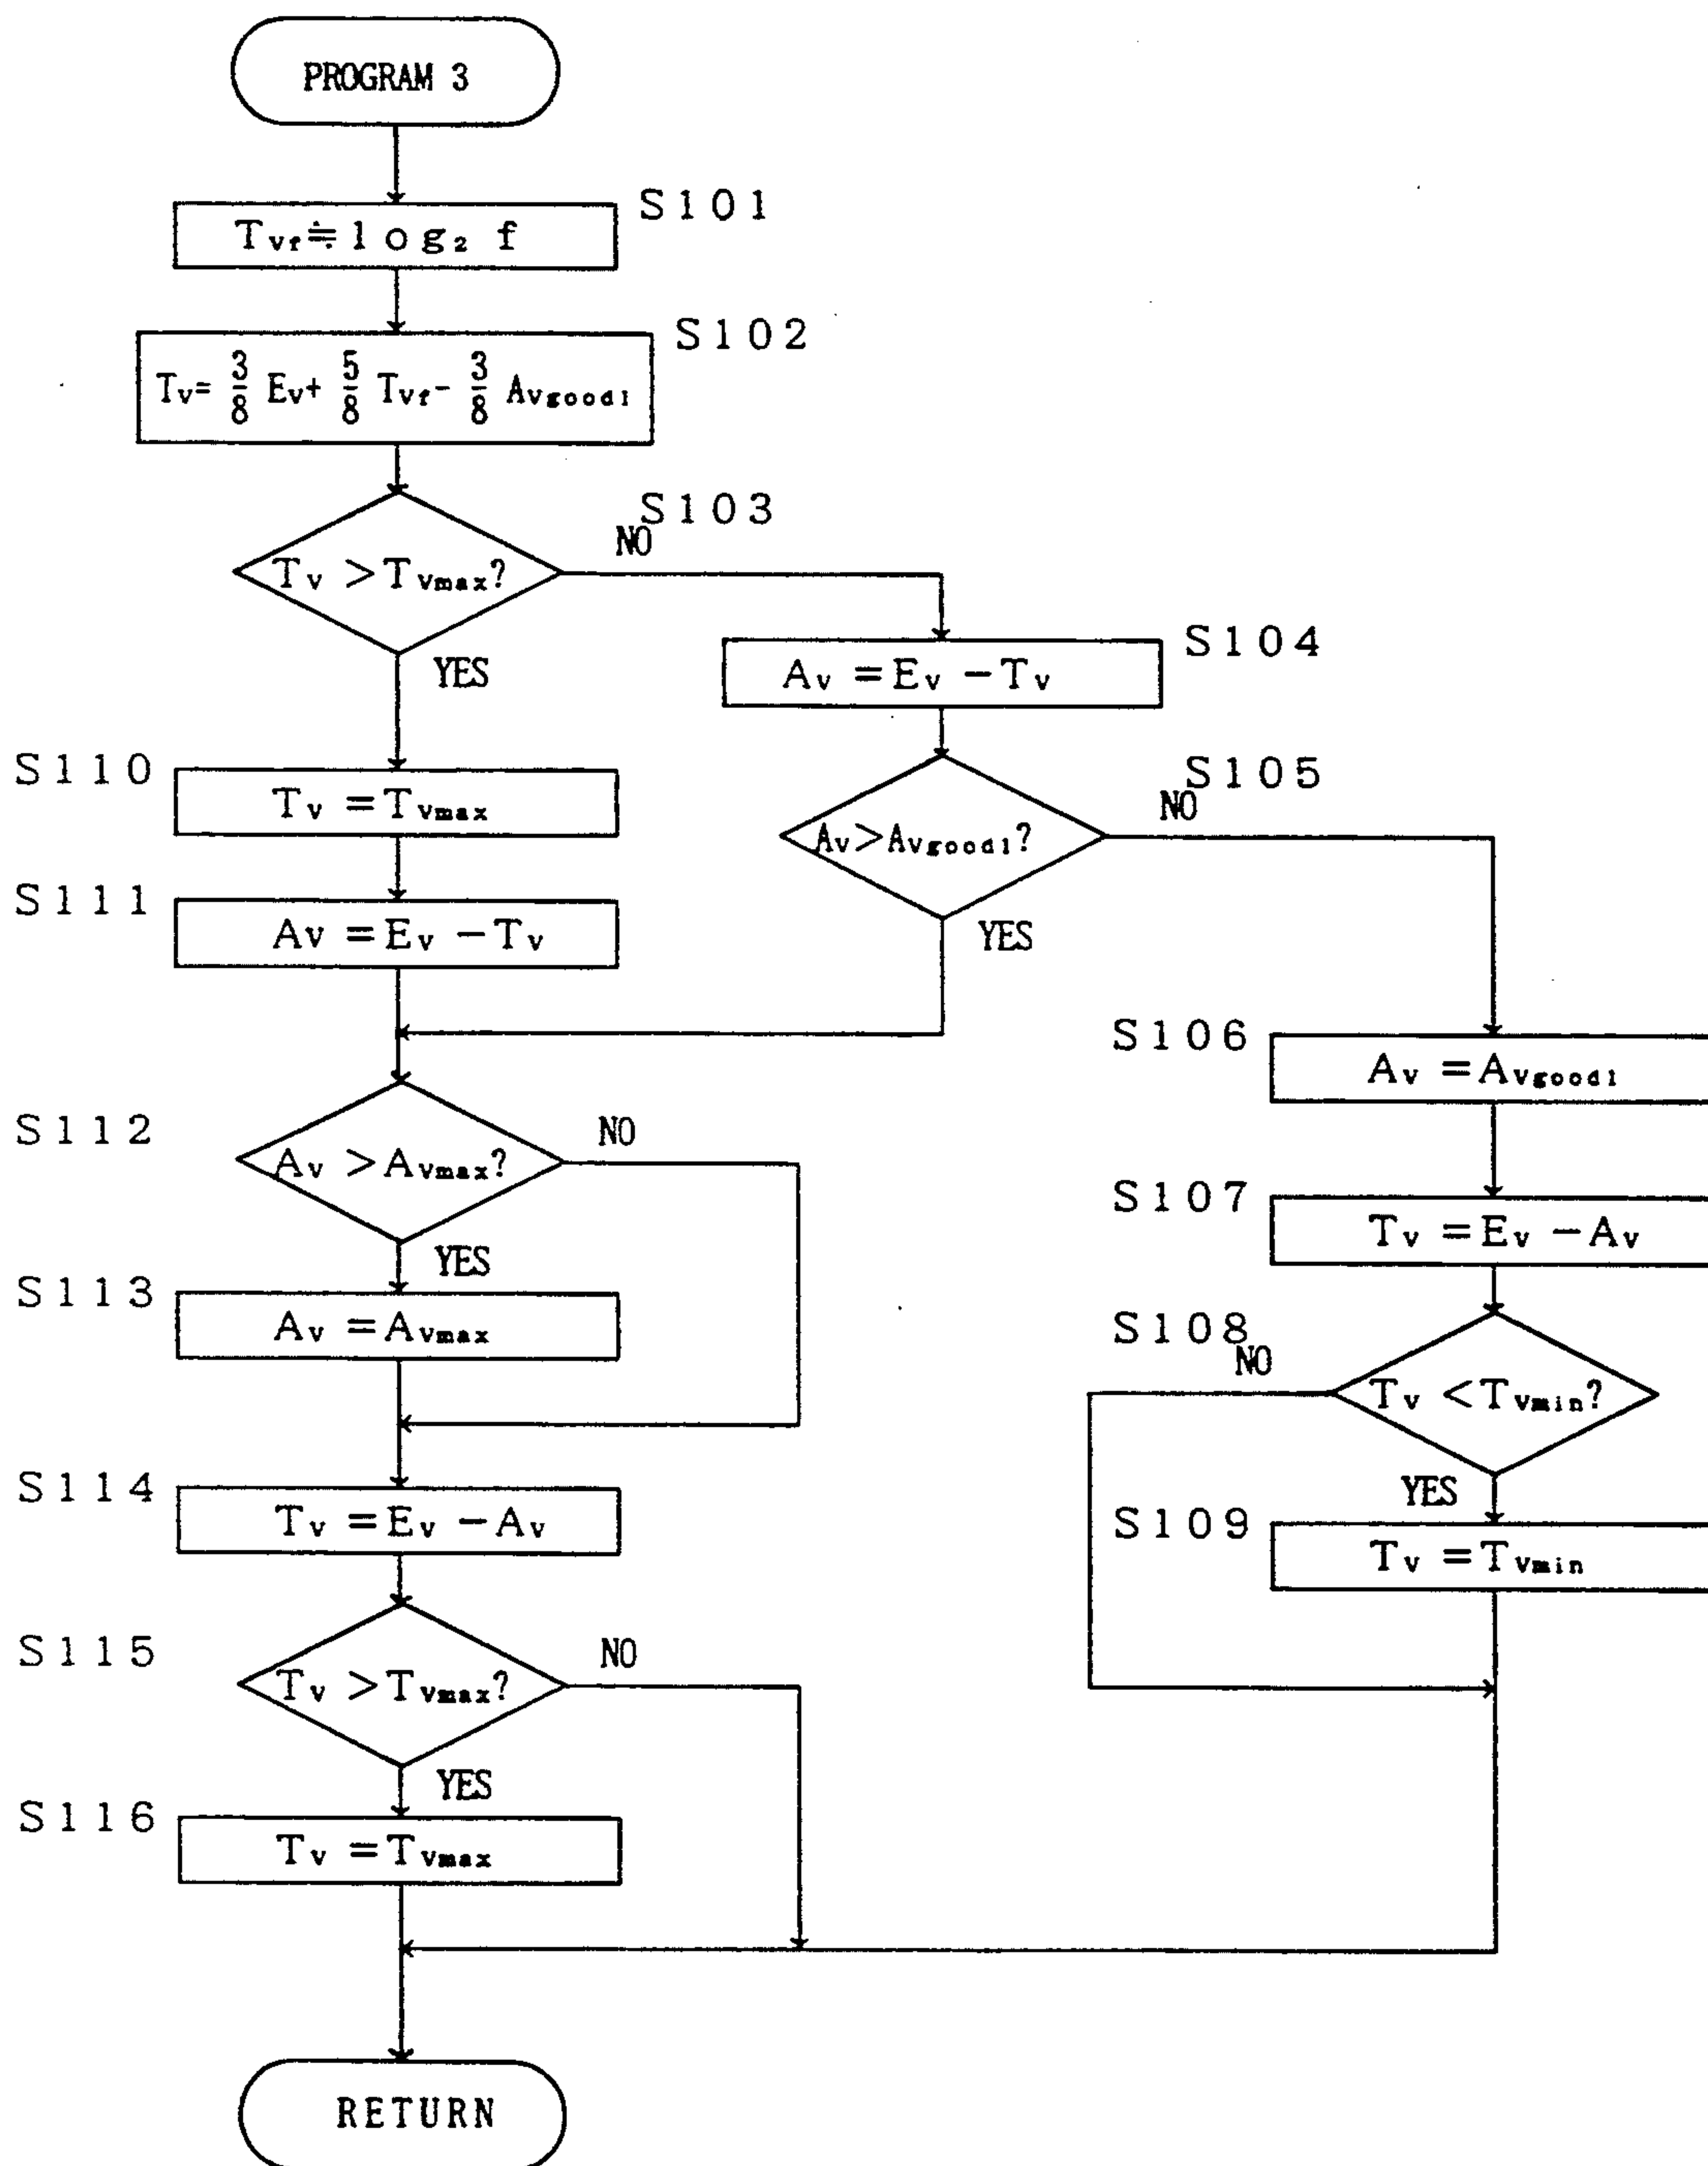 PROGRAM 3
S101
Tvf≒log₂ f
S102
Tv= 3/8 Ev+ 5/8 Tvf- 3/8 Avgood1
S103
NO
Tv >Tvmax?
YES
S104
Av =Ev -Tv
S110
Tv =Tvmax
S105
NO
Av>Avgood1?
YES
S111
Av =Ev -Tv
S106
Av =Avgood1
S112
NO
Av >Avmax?
YES
S107
Tv =Ev -Av
S113
Av =Avmax
S108
NO
Tv <Tvmin?
YES
S114
Tv =Ev -Av
S109
Tv =Tvmin
S115
NO
Tv >Tvmax?
YES
S116
Tv =Tvmax
RETURN